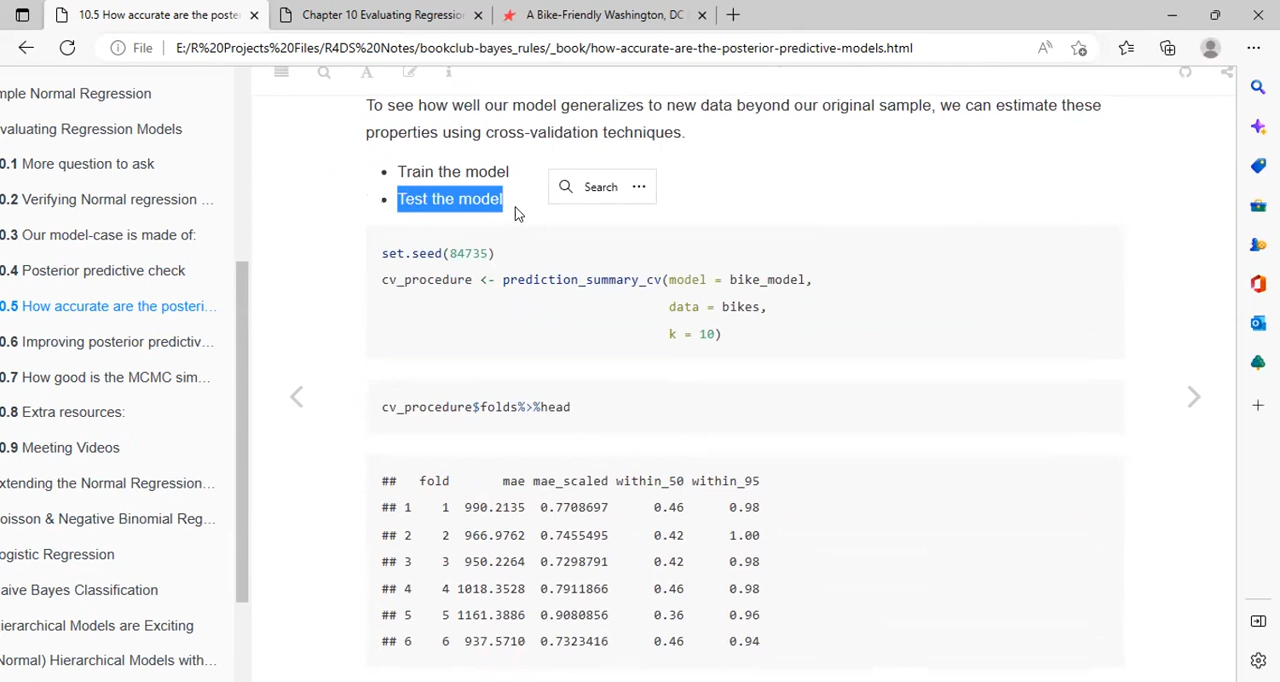 10.5 How accurate are the poste
Chapter 10 Evaluating Regressio
A Bike-Friendly Washington, DC
File
E:/R%20Projects%20Files/R4DS%20Notes/bookclub-bayes_rules/_book/how-accurate-are-the-posterior-predictive-models.html
mple Normal Regression
valuating Regression Models
0.1 More question to ask
0.2 Verifying Normal regression ...
0.3 Our model-case is made of:
0.4 Posterior predictive check
0.5 How accurate are the posteri...
0.6 Improving posterior predictiv...
0.7 How good is the MCMC sim...
0.8 Extra resources:
0.9 Meeting Videos
xtending the Normal Regression...
oisson & Negative Binomial Reg...
ogistic Regression
aive Bayes Classification
ierarchical Models are Exciting
Normal) Hierarchical Models with...
To see how well our model generalizes to new data beyond our original sample, we can estimate these
properties using cross-validation techniques.
• Train the model
• Test the model
Search
set.seed(84735)
cv_procedure <- prediction_summary_cv(model = bike_model,
data = bikes,
k = 10)
cv_procedure$folds%>%head
## fold mae mae_scaled within_50 within_95
## 1 1 990.2135 0.7708697 0.46 0.98
## 2 2 966.9762 0.7455495 0.42 1.00
## 3 3 950.2264 0.7298791 0.42 0.98
## 4 4 1018.3528 0.7911866 0.46 0.98
## 5 5 1161.3886 0.9080856 0.36 0.96
## 6 6 937.5710 0.7323416 0.46 0.94